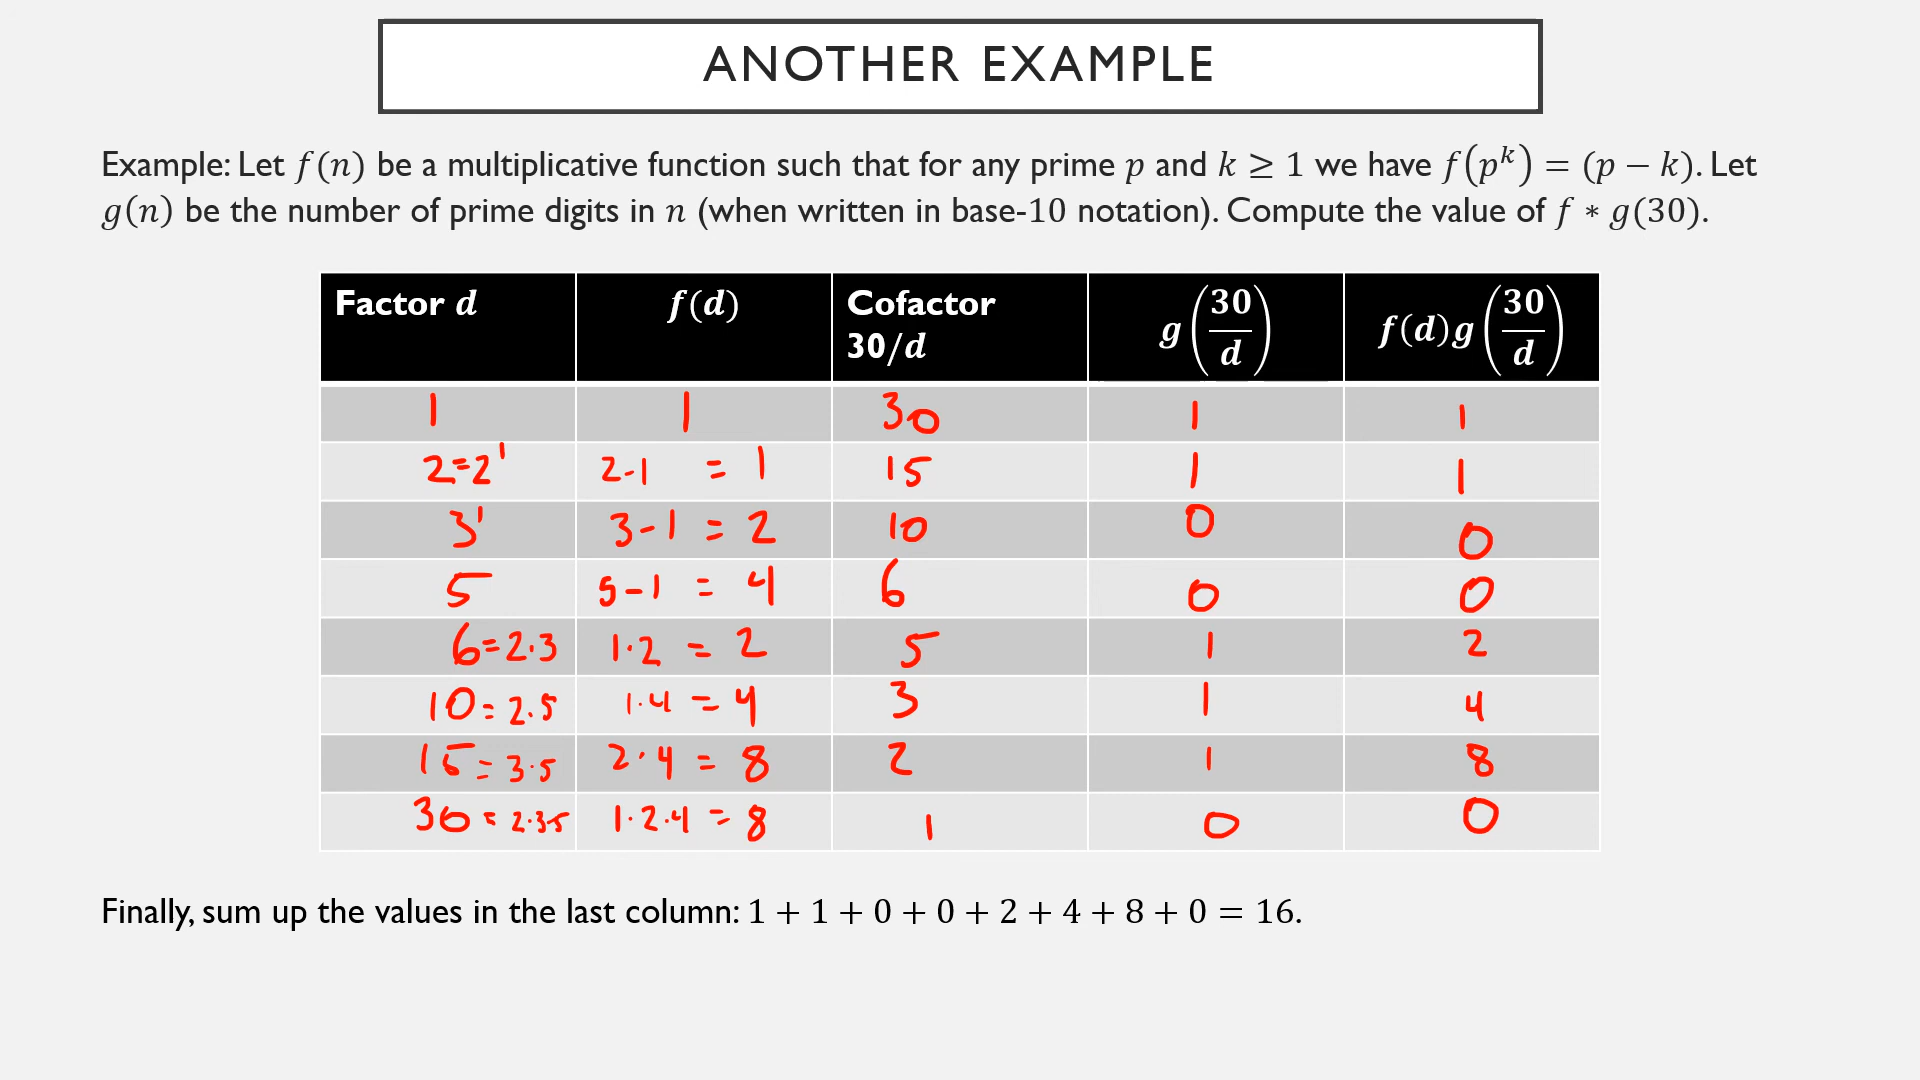 ANOTHER EXAMPLE
Example: Let f(n) be a multiplicative function such that for any prime p and k ≥ 1 we have f(p^k) = (p − k). Let
g(n) be the number of prime digits in n (when written in base-10 notation). Compute the value of f ∗ g(30).
Factor d | f(d) | Cofactor 30/d | g(30/d) | f(d)g(30/d)
1 | 1 | 30 | 1 | 1
2=2^1 | 2-1 = 1 | 15 | 1 | 1
3^1 | 3-1 = 2 | 10 | 0 | 0
5 | 5-1 = 4 | 6 | 0 | 0
6=2·3 | 1·2 = 2 | 5 | 1 | 2
10=2·5 | 1·4 = 4 | 3 | 1 | 4
15=3·5 | 2·4 = 8 | 2 | 1 | 8
30=2·3·5 | 1·2·4 = 8 | 1 | 0 | 0
Finally, sum up the values in the last column: 1 + 1 + 0 + 0 + 2 + 4 + 8 + 0 = 16.